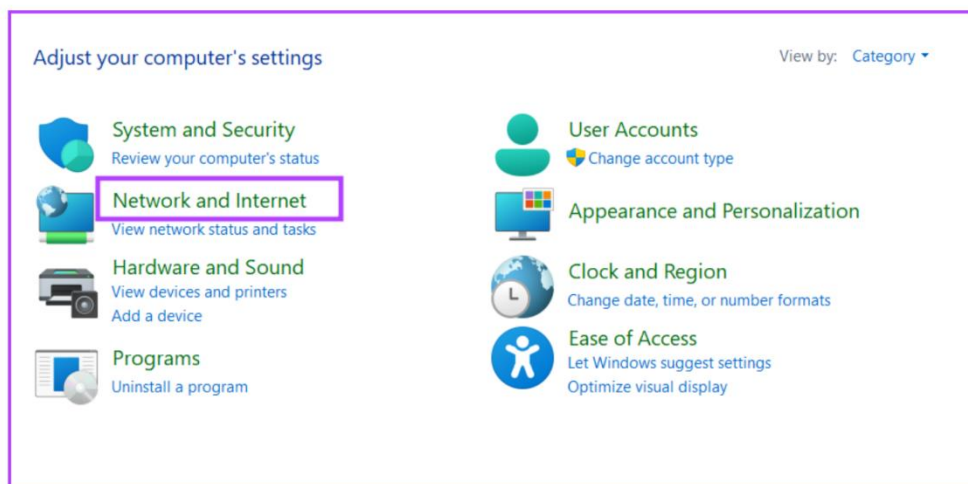 Adjust your computer's settings
View by: Category
System and Security
Review your computer's status
Network and Internet
View network status and tasks
Hardware and Sound
View devices and printers
Add a device
Programs
Uninstall a program
User Accounts
Change account type
Appearance and Personalization
Clock and Region
Change date, time, or number formats
Ease of Access
Let Windows suggest settings
Optimize visual display